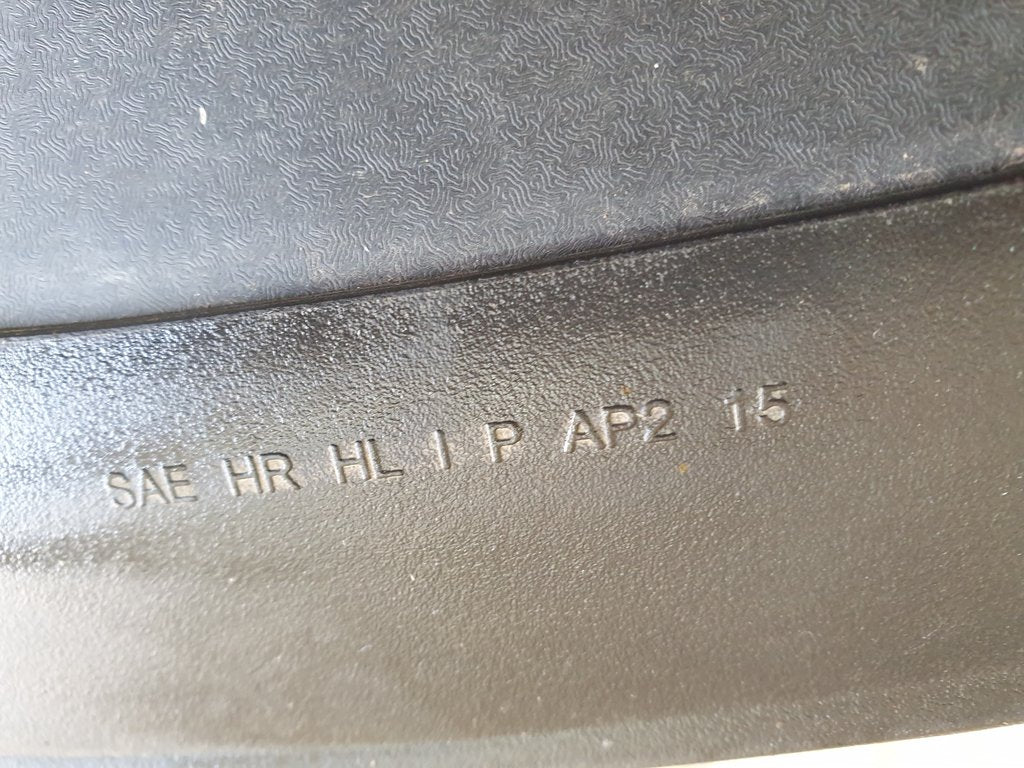 SAE HR HL I P AP2 15